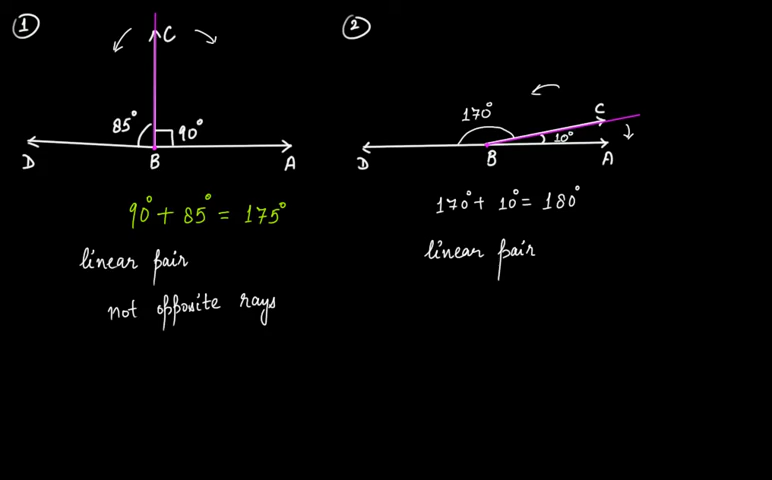 ①
C
85° 90°
D B A
90° + 85° = 175°
linear pair
not opposite rays
②
170° C
10°
D B A
170° + 10° = 180°
linear pair